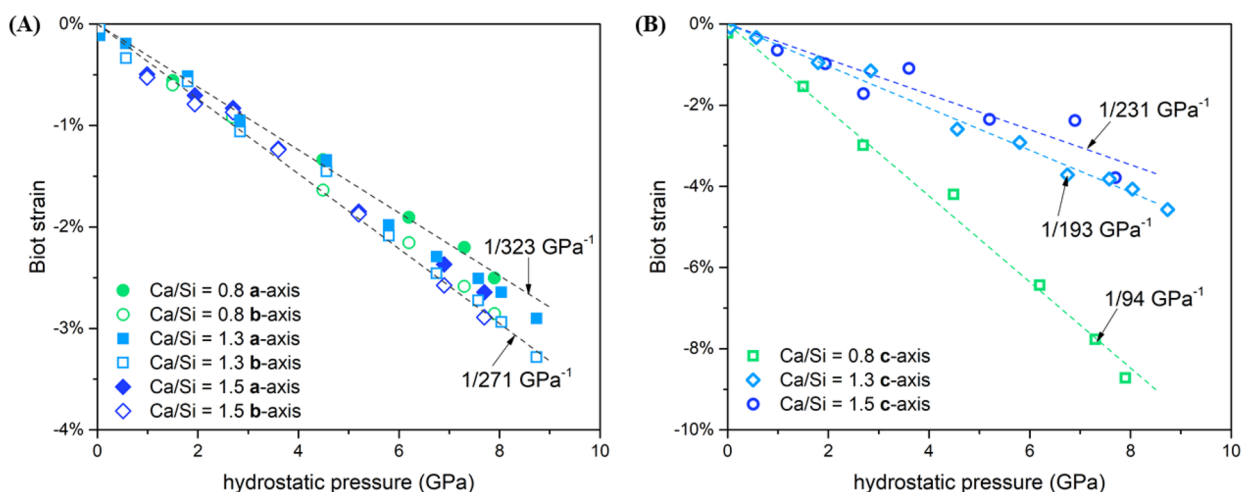 (A)
0%
-1%
-2%
-3%
-4%
Biot strain
0
2
4
6
8
10
hydrostatic pressure (GPa)
1/323 GPa⁻¹
1/271 GPa⁻¹
Ca/Si = 0.8 a-axis
Ca/Si = 0.8 b-axis
Ca/Si = 1.3 a-axis
Ca/Si = 1.3 b-axis
Ca/Si = 1.5 a-axis
Ca/Si = 1.5 b-axis
(B)
0%
-2%
-4%
-6%
-8%
-10%
Biot strain
0
2
4
6
8
10
hydrostatic pressure (GPa)
1/231 GPa⁻¹
1/193 GPa⁻¹
1/94 GPa⁻¹
Ca/Si = 0.8 c-axis
Ca/Si = 1.3 c-axis
Ca/Si = 1.5 c-axis